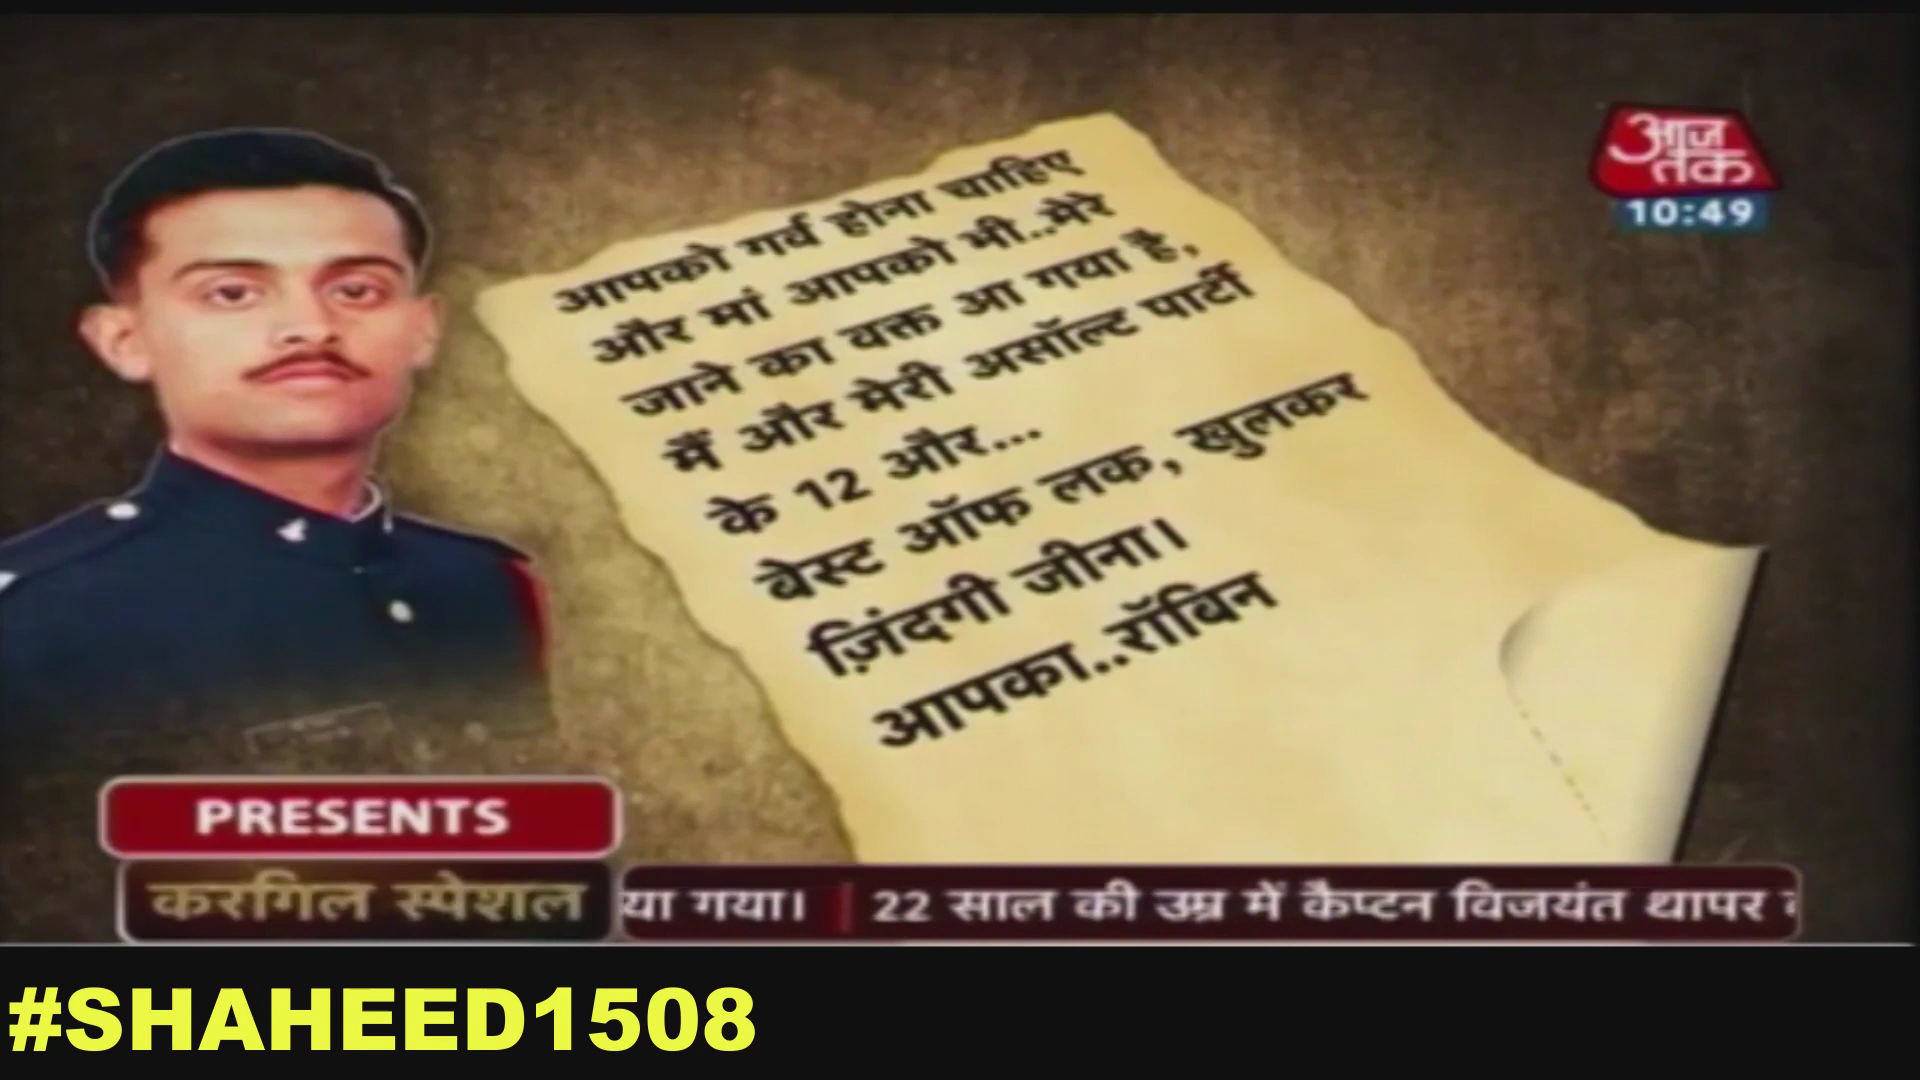 आज
तक
10:49
आपको गर्व होना चाहिए
और मां आपको भी..मेरे
जाने का वक्त आ गया है,
मैं और मेरी असॉल्ट पार्टी
के 12 और...
बेस्ट ऑफ लक, खुलकर
ज़िंदगी जीना।
आपका..रॉबिन
PRESENTS
करगिल स्पेशल
या गया। 22 साल की उम्र में कैप्टन विजयंत थापर
#SHAHEED1508